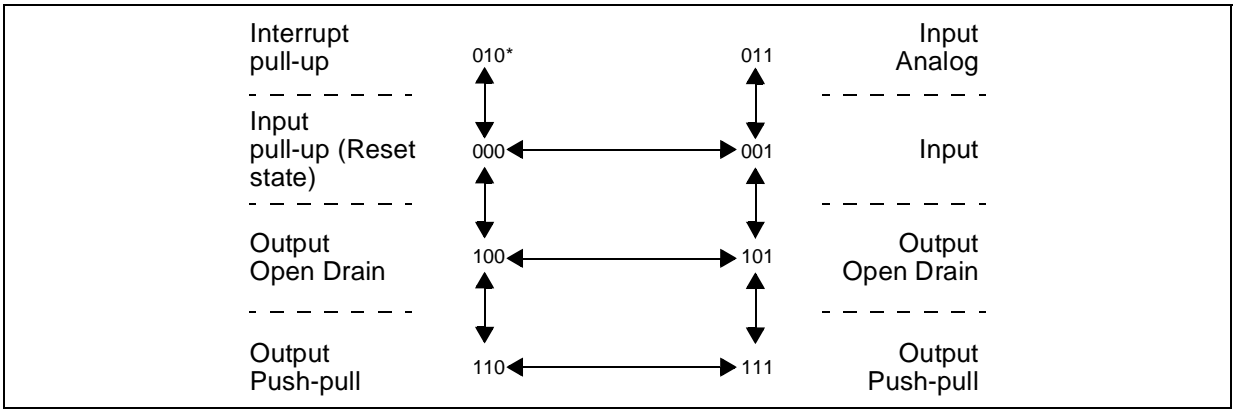 Interrupt
pull-up
010*
011
Input
Analog
Input
pull-up (Reset
state)
000
001
Input
Output
Open Drain
100
101
Output
Open Drain
Output
Push-pull
110
111
Output
Push-pull